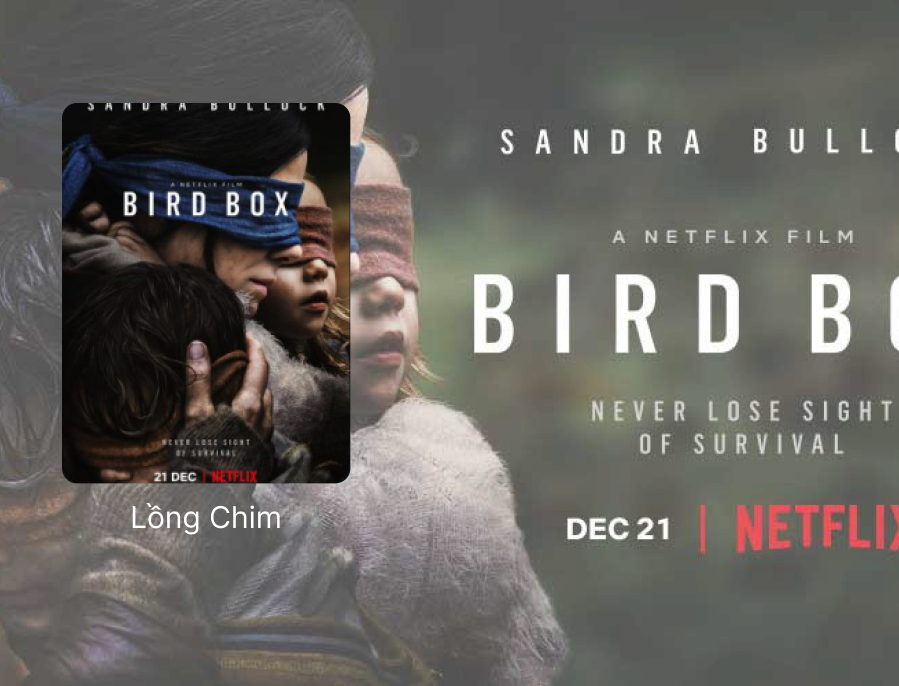 SANDRA BULLOCK
A NETFLIX FILM
BIRD BOX
NEVER LOSE SIGHT
OF SURVIVAL
21 DEC | NETFLIX
Lồng Chim
SANDRA BULLO
A NETFLIX FILM
BIRD BO
NEVER LOSE SIGHT
OF SURVIVAL
DEC 21 | NETFLIX